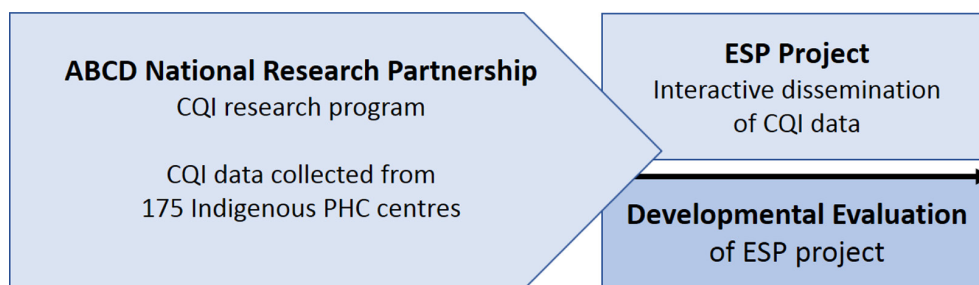 ABCD National Research Partnership
CQI research program
CQI data collected from
175 Indigenous PHC centres
ESP Project
Interactive dissemination
of CQI data
Developmental Evaluation
of ESP project